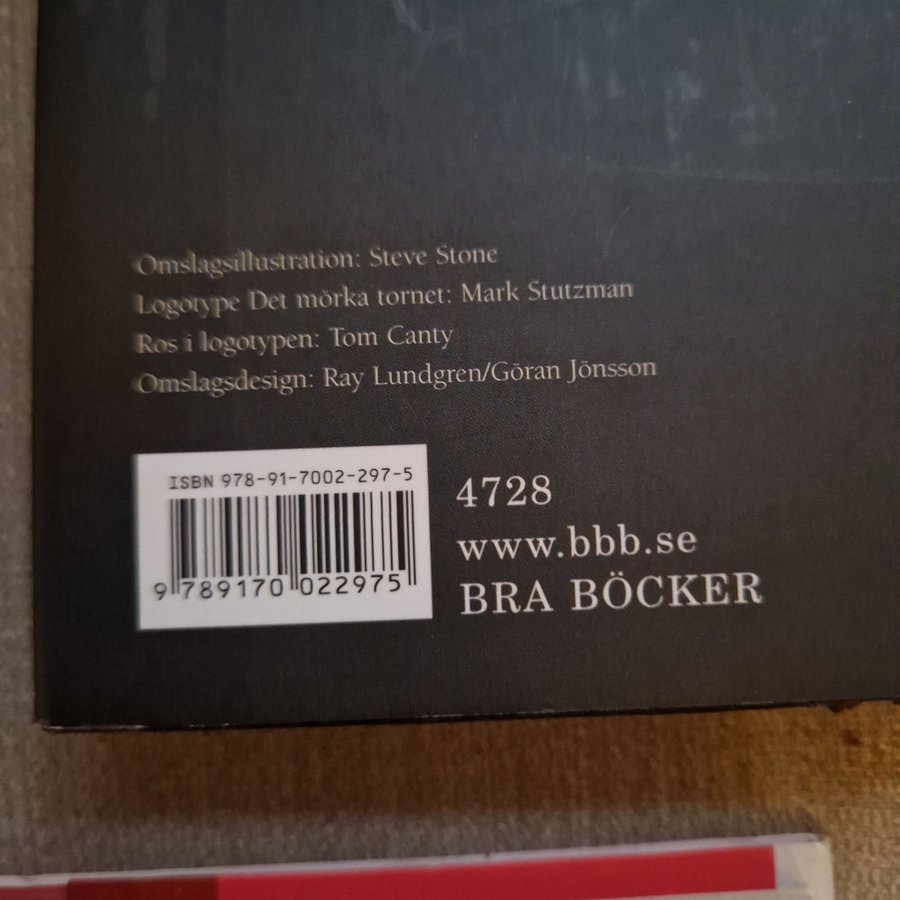 Omslagsillustration: Steve Stone
Logotype Det mörka tornet: Mark Stutzman
Ros i logotypen: Tom Canty
Omslagsdesign: Ray Lundgren/Göran Jönsson
ISBN 978-91-7002-297-5
9 789170 022975
4728
www.bbb.se
BRA BÖCKER